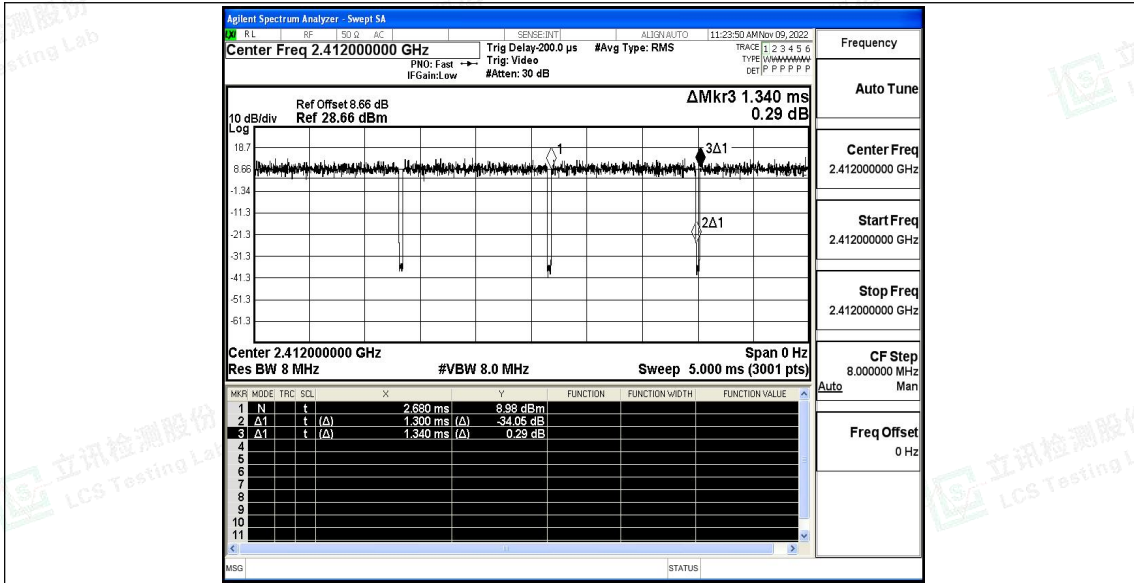 Agilent Spectrum Analyzer - Swept SA
RL RF 50 Ω AC SENSE:INT ALIGN AUTO 11:23:50 AM Nov 09, 2022
Center Freq 2.412000000 GHz
PNO: Fast
IFGain:Low
Trig Delay-200.0 µs
Trig: Video
#Atten: 30 dB
#Avg Type: RMS
TRACE 1 2 3 4 5 6
TYPE
DET P P P P P P
Frequency
Auto Tune
Center Freq
2.412000000 GHz
Start Freq
2.412000000 GHz
Stop Freq
2.412000000 GHz
CF Step
8.000000 MHz
Auto Man
Freq Offset
0 Hz
ΔMkr3 1.340 ms
0.29 dB
Ref Offset 8.66 dB
10 dB/div Ref 28.66 dBm
Log
18.7
8.66
-1.34
-11.3
-21.3
-31.3
-41.3
-51.3
-61.3
1
3Δ1
2Δ1
Center 2.412000000 GHz Span 0 Hz
Res BW 8 MHz #VBW 8.0 MHz Sweep 5.000 ms (3001 pts)
MKR MODE TRC SCL X Y FUNCTION FUNCTION WIDTH FUNCTION VALUE
1 N t 2.680 ms 8.98 dBm
2 Δ1 t (Δ) 1.300 ms (Δ) -34.05 dB
3 Δ1 t (Δ) 1.340 ms (Δ) 0.29 dB
4
5
6
7
8
9
10
11
MSG STATUS
立讯检测股份
LCS Testing Lab